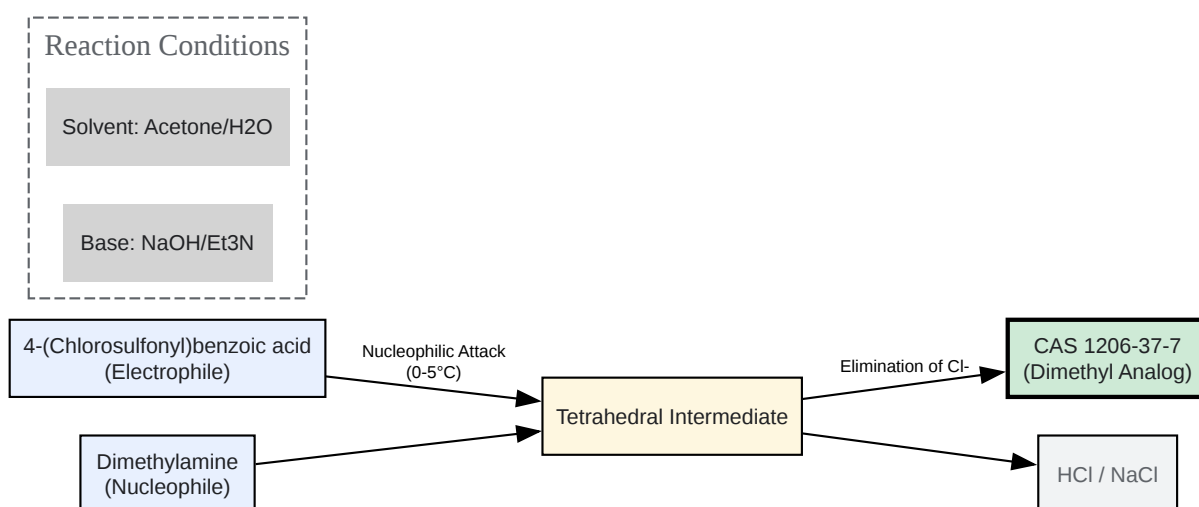 Reaction Conditions
Solvent: Acetone/H2O
Base: NaOH/Et3N
4-(Chlorosulfonyl)benzoic acid
(Electrophile)
Nucleophilic Attack
(0-5°C)
Dimethylamine
(Nucleophile)
Tetrahedral Intermediate
Elimination of Cl-
CAS 1206-37-7
(Dimethyl Analog)
HCl / NaCl